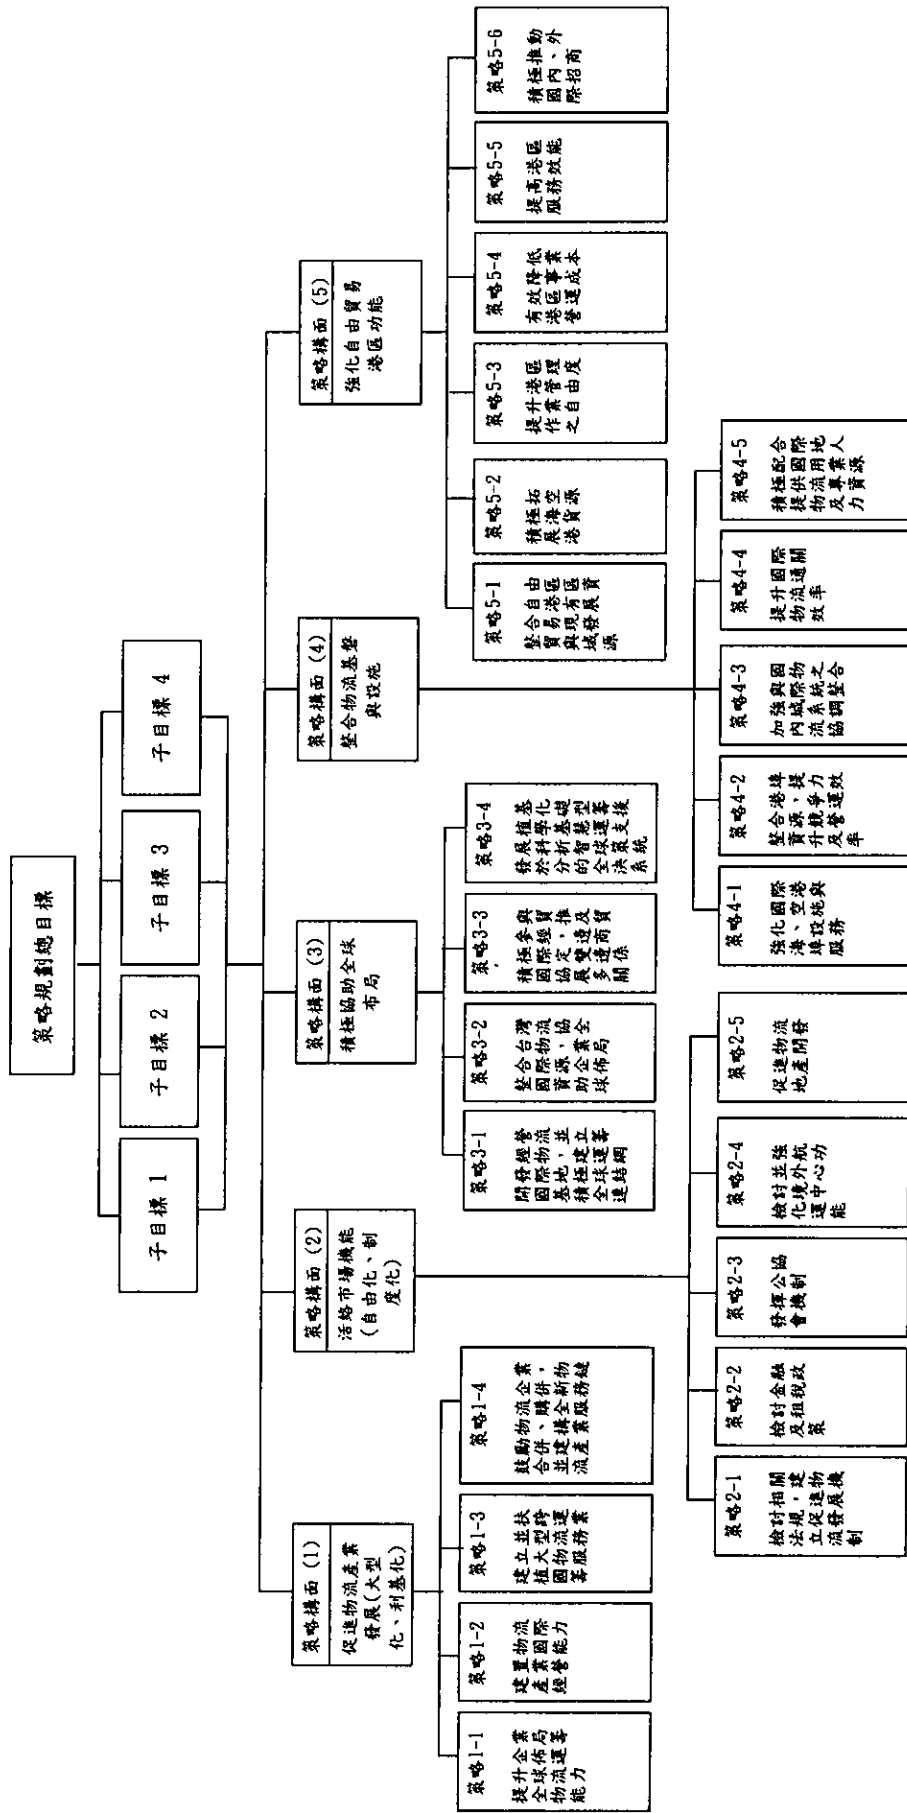 策略規劃總目標
子目標 1
子目標 2
子目標 3
子目標 4
策略構面 (1)
促進物流產業
發展(大型
化、利基化)
策略構面 (2)
活絡市場機能
(自由化、制
度化)
策略構面 (3)
積極協助全球
布局
策略構面 (4)
整合物流基盤
與設施
策略構面 (5)
強化自由貿易
港區功能
策略1-1
提升企業
全球佈局
物流運籌
能力
策略1-2
建置物流
產業國際
經營能力
策略1-3
建立並扶
植大型跨
國物流運
籌服務業
策略1-4
鼓勵物流企業
合併、購併,
並建構全新物
流產業服務鏈
策略2-1
檢討相關
法規,建
立促進物
流發展機
制
策略2-2
檢討金融
及租稅政
策
策略2-3
發揮公協
會機制
策略2-4
檢討並強
化境外航
運中心功
能
策略2-5
促進物流
地產開發
策略3-1
開發經營
國際物流
基地,並
積極建立
全球運籌
連結網
策略3-2
整合台灣
國際物流
資源,協
助企業全
球佈局
策略3-3
積極參與
國際經貿
協定,推
展雙邊及
多邊商貿
關係
策略3-4
發展植基
於科學化
分析基礎
的智慧型
全球運籌
決策支援
系統
策略4-1
強化國際
海、空港
埠設施與
服務
策略4-2
整合港埠
資源,提
升競爭力
及營運效
率
策略4-3
加強與國
內城際物
流系統之
協調整合
策略4-4
提升國際
物流通關
效率
策略4-5
積極配合
提供國際
物流用地
及專業人
力資源
策略5-1
整合自由
貿易港區
與現有區
域發展資
源
策略5-2
積極拓
展海空
港貨源
策略5-3
提升港區
作業管理
之自由度
策略5-4
有效降低
港區事業
營運成本
策略5-5
提高港區
服務效能
策略5-6
積極推動
國內、外
際招商